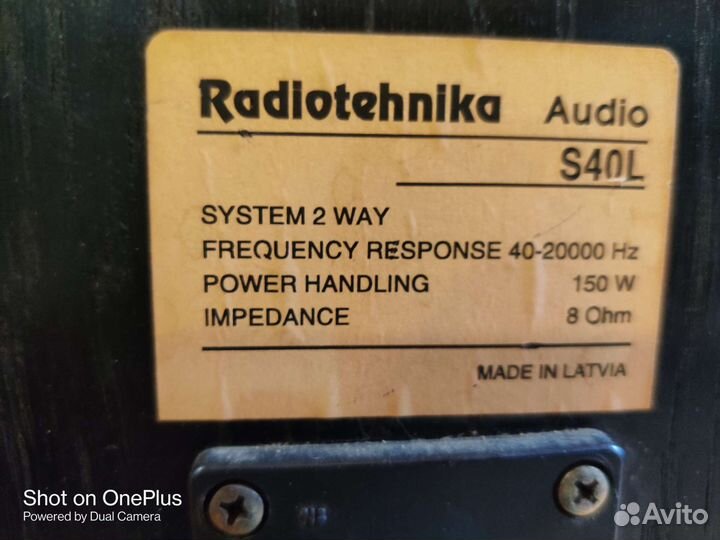 Radiotehnika Audio
S40L
SYSTEM 2 WAY
FREQUENCY RESPONSE 40-20000 Hz
POWER HANDLING 150 W
IMPEDANCE 8 Ohm
MADE IN LATVIA
Shot on OnePlus
Powered by Dual Camera
Avito